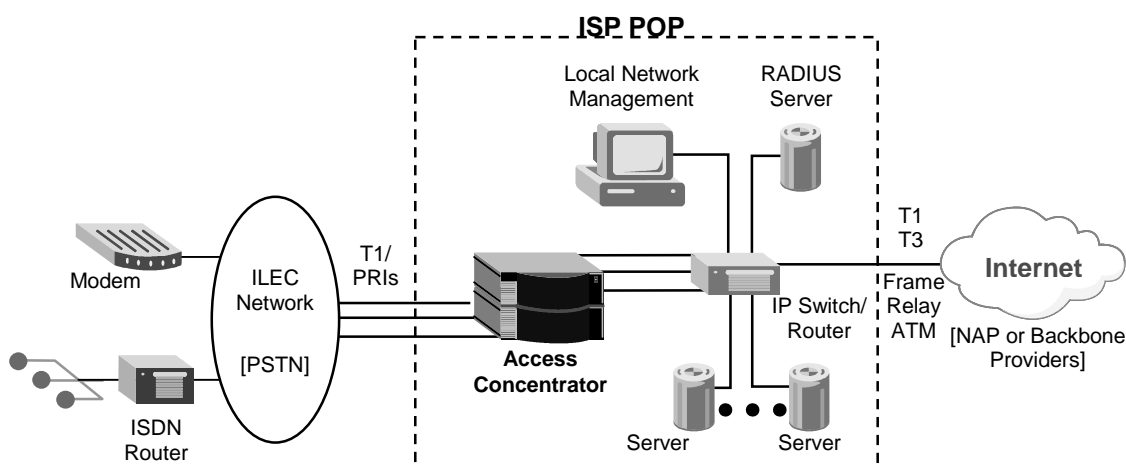 ISP POP
Local Network
Management
RADIUS
Server
Modem
ILEC
Network
[PSTN]
T1/
PRIs
ISDN
Router
Access
Concentrator
IP Switch/
Router
Server
Server
T1
T3
Frame
Relay
ATM
Internet
[NAP or Backbone
Providers]